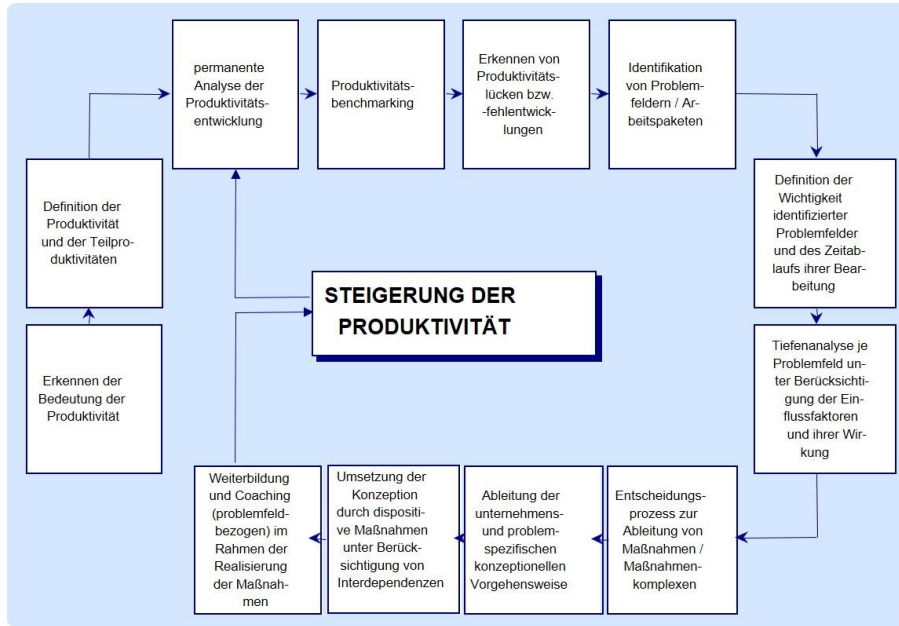 permanente
Analyse der
Produktivitäts-
entwicklung
Produktivitäts-
benchmarking
Erkennen von
Produktivitäts-
lücken bzw.
-fehlentwick-
lungen
Identifikation
von Problem-
feldern / Ar-
beitspaketen
Definition der
Produktivität
und der Teilpro-
duktivitäten
Definition der
Wichtigkeit
identifizierter
Problemfelder
und des Zeitab-
laufs ihrer Bear-
beitung
STEIGERUNG DER
PRODUKTIVITÄT
Erkennen der
Bedeutung der
Produktivität
Tiefenanalyse je
Problemfeld un-
ter Berücksichti-
gung der Ein-
flussfaktoren
und ihrer Wir-
kung
Weiterbildung
und Coaching
(problemfeld-
bezogen) im
Rahmen der
Realisierung
der Maßnah-
men
Umsetzung der
Konzeption
durch dispositi-
ve Maßnahmen
unter Berück-
sichtigung von
Interdependenzen
Ableitung der
unternehmens-
und problem-
spezifischen
konzeptionellen
Vorgehensweise
Entscheidungs-
prozess zur
Ableitung von
Maßnahmen /
Maßnahmen-
komplexen